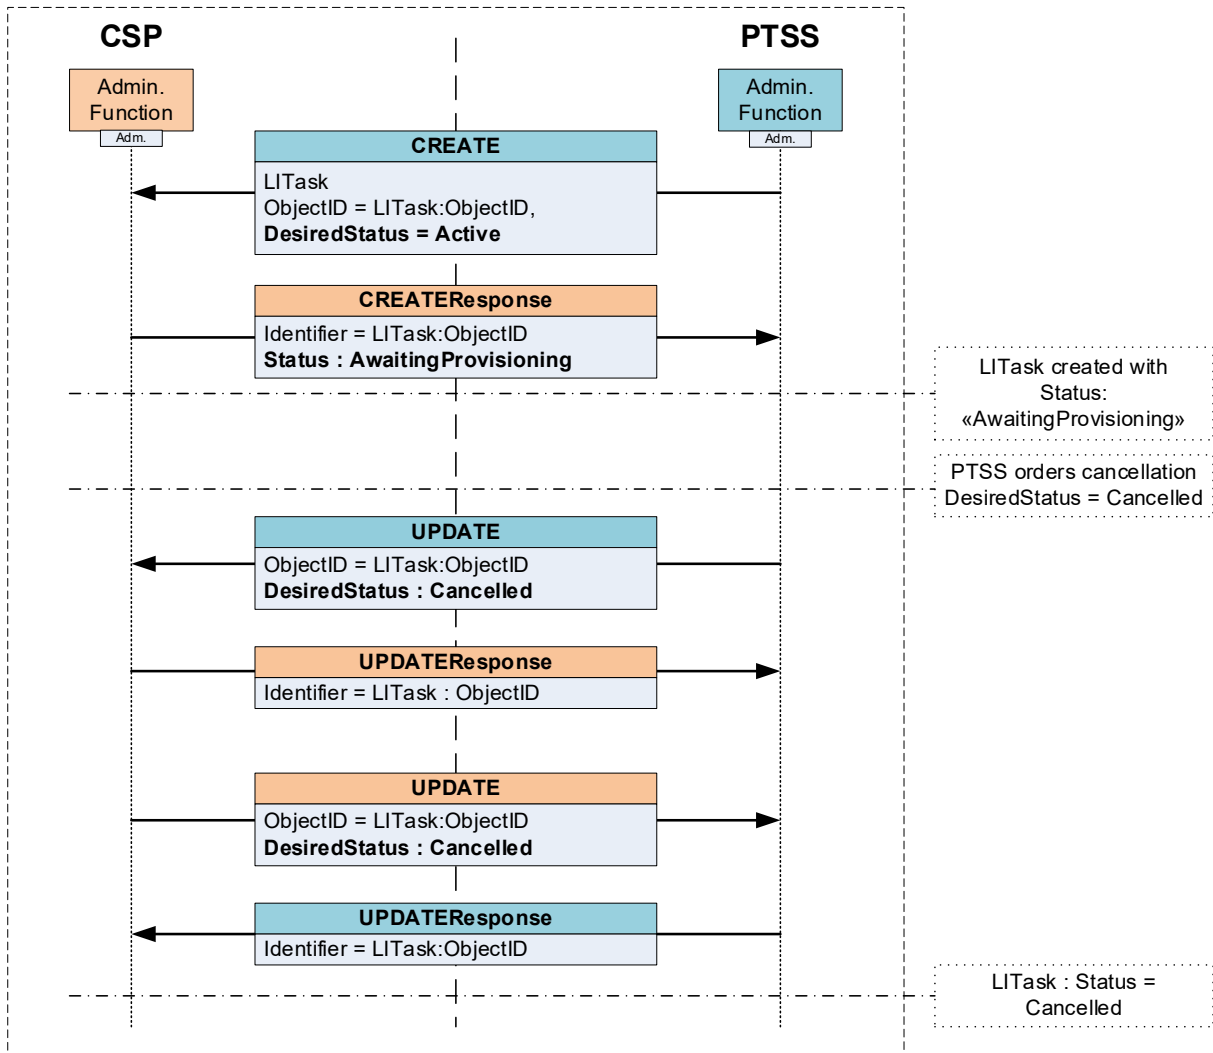 CSP
PTSS
Admin.
Function
Adm.
Admin.
Function
Adm.
CREATE
LITask
ObjectID = LITask:ObjectID,
DesiredStatus = Active
CREATEResponse
Identifier = LITask:ObjectID
Status : AwaitingProvisioning
LITask created with
Status:
«AwaitingProvisioning»
PTSS orders cancellation
DesiredStatus = Cancelled
UPDATE
ObjectID = LITask:ObjectID
DesiredStatus : Cancelled
UPDATEResponse
Identifier = LITask : ObjectID
UPDATE
ObjectID = LITask:ObjectID
DesiredStatus : Cancelled
UPDATEResponse
Identifier = LITask:ObjectID
LITask : Status =
Cancelled